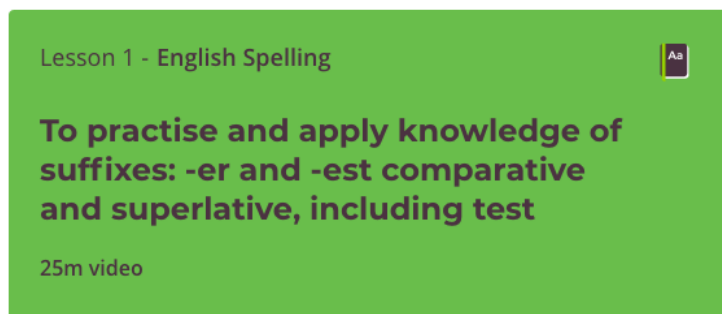 Lesson 1 - English Spelling
Aa
To practise and apply knowledge of
suffixes: -er and -est comparative
and superlative, including test
25m video